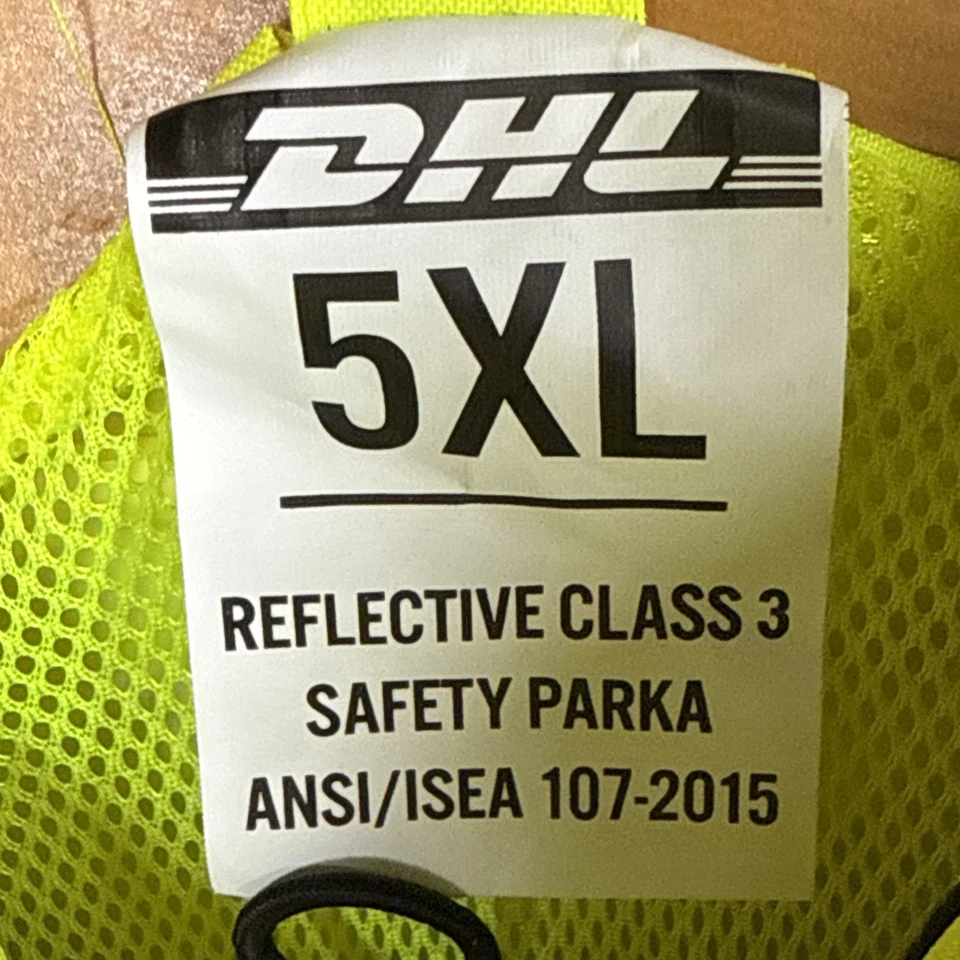 DHL
5XL
REFLECTIVE CLASS 3
SAFETY PARKA
ANSI/ISEA 107-2015